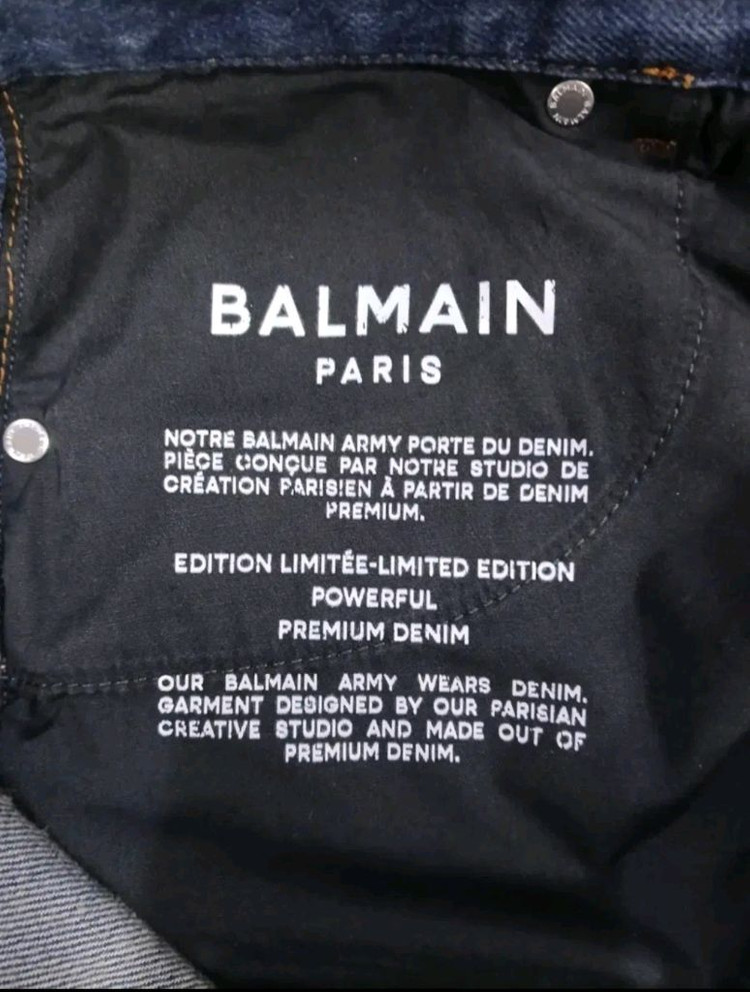 BALMAIN
BALMAIN
PARIS
NOTRE BALMAIN ARMY PORTE DU DENIM.
PIÈCE CONÇUE PAR NOTRE STUDIO DE
CRÉATION PARISIEN À PARTIR DE DENIM
PREMIUM.
EDITION LIMITÉE-LIMITED EDITION
POWERFUL
PREMIUM DENIM
OUR BALMAIN ARMY WEARS DENIM.
GARMENT DESIGNED BY OUR PARISIAN
CREATIVE STUDIO AND MADE OUT OF
PREMIUM DENIM.